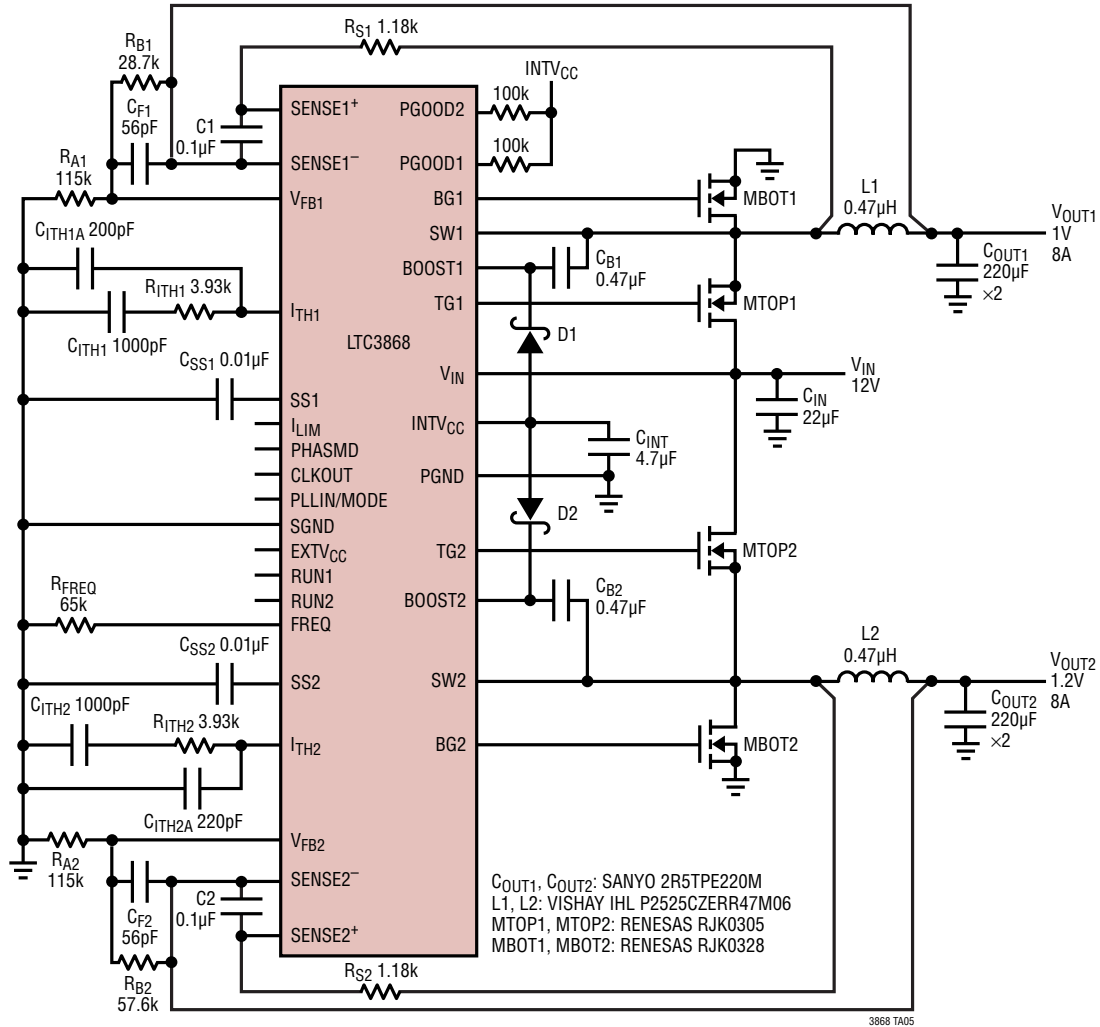 RS1 1.18k
RB1
28.7k
CF1
56pF
C1
0.1µF
RA1
115k
CITH1A 200pF
RITH1 3.93k
CITH1 1000pF
CSS1 0.01µF
RFREQ
65k
CSS2 0.01µF
CITH2 1000pF
RITH2 3.93k
CITH2A 220pF
RA2
115k
CF2
56pF
C2
0.1µF
RB2
57.6k
RS2 1.18k
SENSE1+
SENSE1–
VFB1
ITH1
LTC3868
SS1
ILIM
PHASMD
CLKOUT
PLLIN/MODE
SGND
EXTVCC
RUN1
RUN2
FREQ
SS2
ITH2
VFB2
SENSE2–
SENSE2+
PGOOD2
PGOOD1
BG1
SW1
BOOST1
TG1
VIN
INTVCC
PGND
TG2
BOOST2
SW2
BG2
INTVCC
100k
100k
MBOT1
L1
0.47µH
VOUT1
1V
8A
COUT1
220µF
×2
CB1
0.47µF
MTOP1
D1
VIN
12V
CIN
22µF
CINT
4.7µF
D2
MTOP2
CB2
0.47µF
L2
0.47µH
VOUT2
1.2V
8A
COUT2
220µF
×2
MBOT2
COUT1, COUT2: SANYO 2R5TPE220M
L1, L2: VISHAY IHL P2525CZERR47M06
MTOP1, MTOP2: RENESAS RJK0305
MBOT1, MBOT2: RENESAS RJK0328
3868 TA05